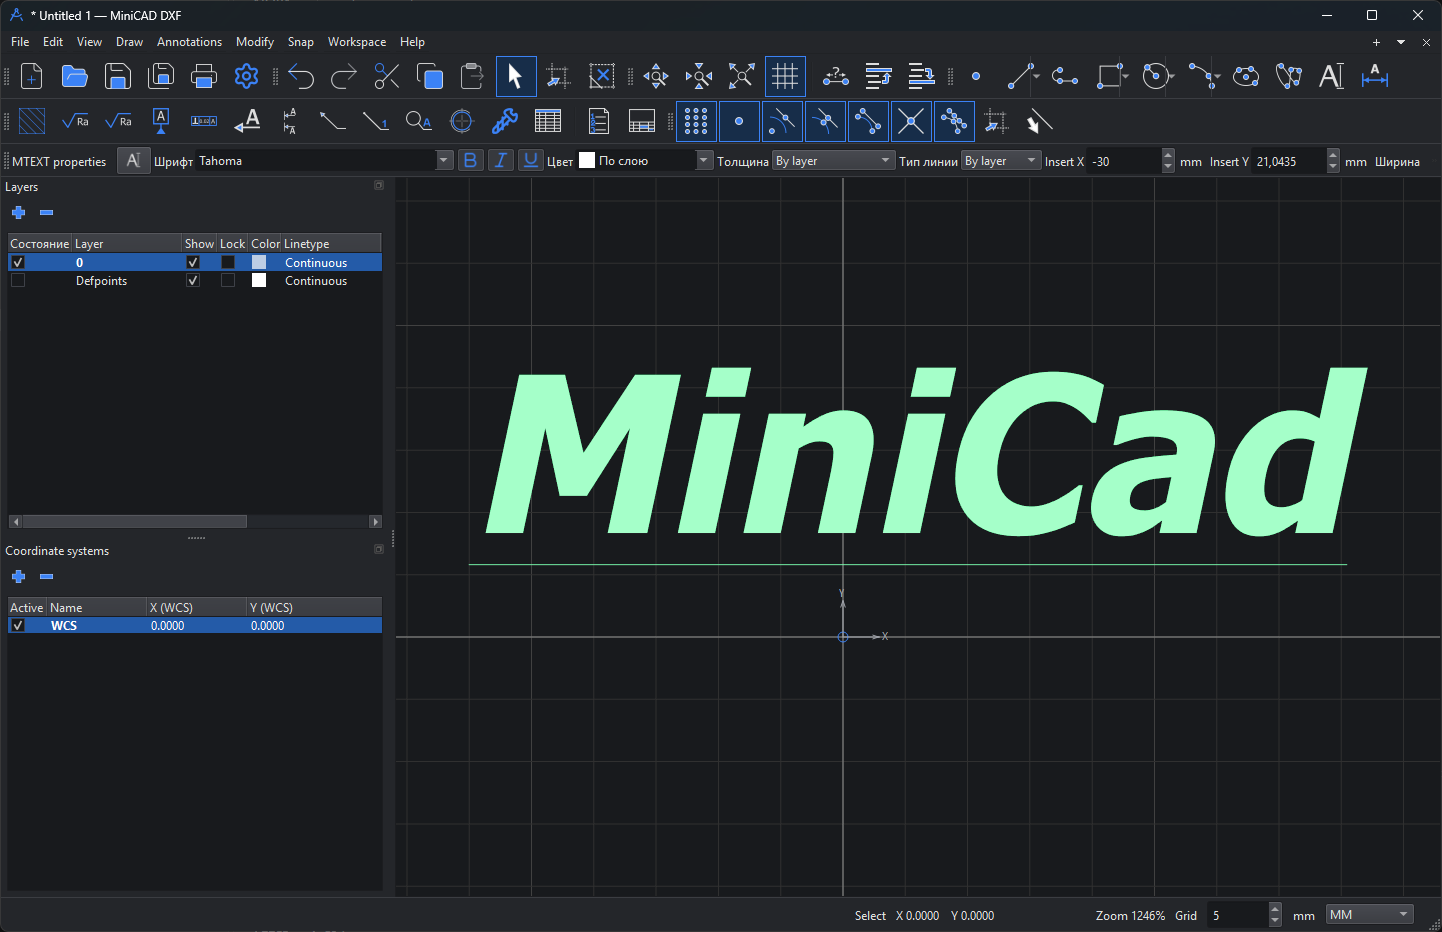 * Untitled 1 — MiniCAD DXF
File Edit View Draw Annotations Modify Snap Workspace Help
MTEXT properties Шрифт Tahoma B I U Цвет По слою Толщина By layer Тип линии By layer Insert X -30 mm Insert Y 21,0435 mm Ширина
Layers
Состояние Layer Show Lock Color Linetype
0 Continuous
Defpoints Continuous
MiniCad
Coordinate systems
Active Name X (WCS) Y (WCS)
WCS 0.0000 0.0000
Y
X
Select X 0.0000 Y 0.0000 Zoom 1246% Grid 5 mm MM